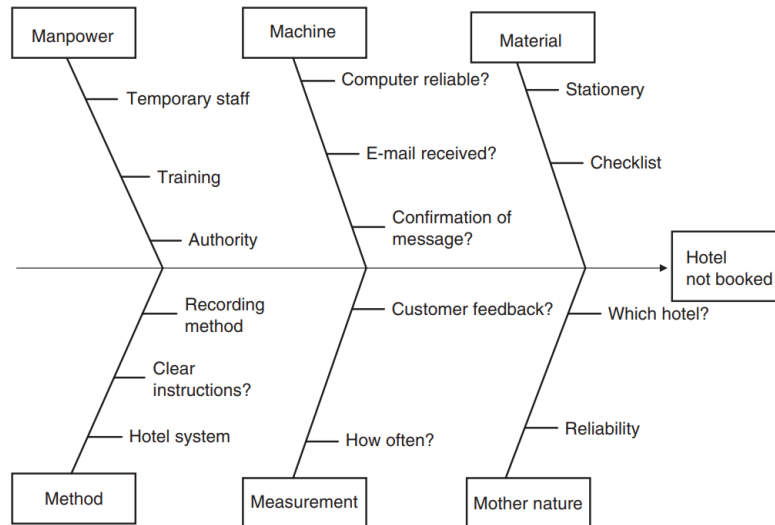 Manpower
Machine
Material
Computer reliable?
Stationery
Temporary staff
E-mail received?
Checklist
Training
Confirmation of
message?
Authority
Hotel
not booked
Recording
method
Customer feedback?
Which hotel?
Clear
instructions?
Hotel system
How often?
Reliability
Method
Measurement
Mother nature